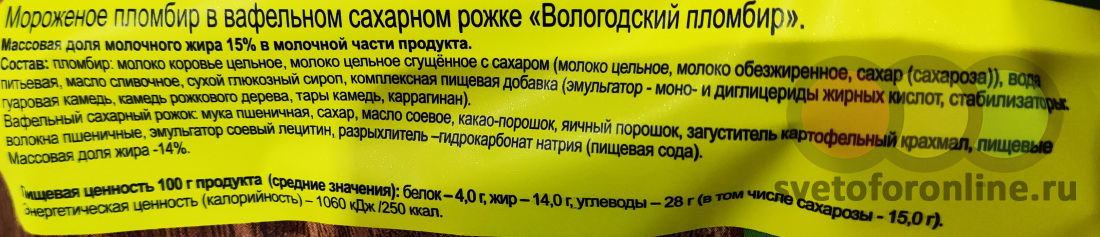 Мороженое пломбир в вафельном сахарном рожке «Вологодский пломбир».
Массовая доля молочного жира 15% в молочной части продукта.
Состав: пломбир: молоко коровье цельное, молоко цельное сгущённое с сахаром (молоко цельное, молоко обезжиренное, сахар (сахароза)), вода
питьевая, масло сливочное, сухой глюкозный сироп, комплексная пищевая добавка (эмульгатор - моно- и диглицериды жирных кислот, стабилизаторы:
гуаровая камедь, камедь рожкового дерева, тары камедь, каррагинан).
Вафельный сахарный рожок: мука пшеничная, сахар, масло соевое, какао-порошок, яичный порошок, загуститель картофельный крахмал, пищевые
волокна пшеничные, эмульгатор соевый лецитин, разрыхлитель –гидрокарбонат натрия (пищевая сода).
Массовая доля жира -14%.
Пищевая ценность 100 г продукта (средние значения): белок – 4,0 г, жир – 14,0 г, углеводы – 28 г (в том числе сахарозы - 15,0 г).
Энергетическая ценность (калорийность) – 1060 кДж /250 ккал.
svetoforonline.ru